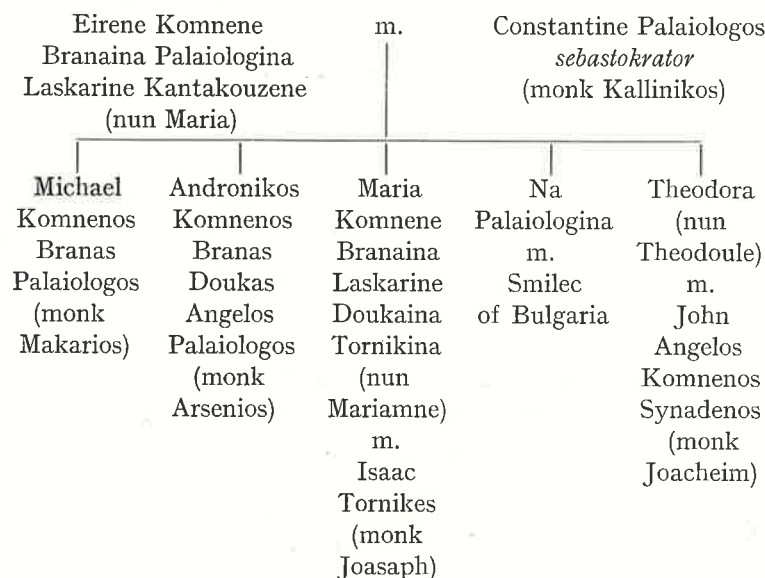 Eirene Komnene
Branaina Palaiologina
Laskarine Kantakouzene
(nun Maria)
m.
Constantine Palaiologos
sebastokrator
(monk Kallinikos)
Michael
Komnenos
Branas
Palaiologos
(monk
Makarios)
Andronikos
Komnenos
Branas
Doukas
Angelos
Palaiologos
(monk
Arsenios)
Maria
Komnene
Branaina
Laskarine
Doukaina
Tornikina
(nun
Mariamne)
m.
Isaac
Tornikes
(monk
Joasaph)
Na
Palaiologina
m.
Smilec
of Bulgaria
Theodora
(nun
Theodoule)
m.
John
Angelos
Komnenos
Synadenos
(monk
Joacheim)